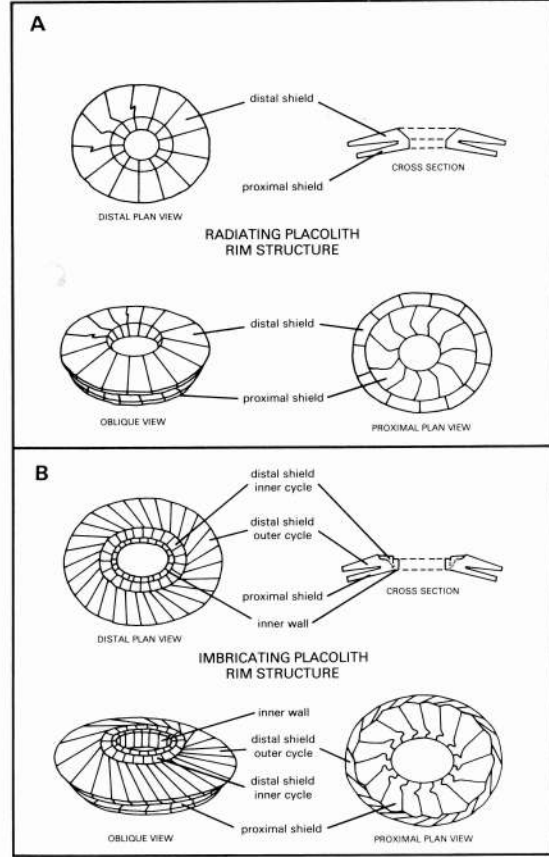 A
distal shield
proximal shield
CROSS SECTION
DISTAL PLAN VIEW
RADIATING PLACOLITH
RIM STRUCTURE
distal shield
proximal shield
OBLIQUE VIEW
PROXIMAL PLAN VIEW
B
distal shield
inner cycle
distal shield
outer cycle
proximal shield
CROSS SECTION
inner wall
DISTAL PLAN VIEW
IMBRICATING PLACOLITH
RIM STRUCTURE
inner wall
distal shield
outer cycle
distal shield
inner cycle
proximal shield
OBLIQUE VIEW
PROXIMAL PLAN VIEW